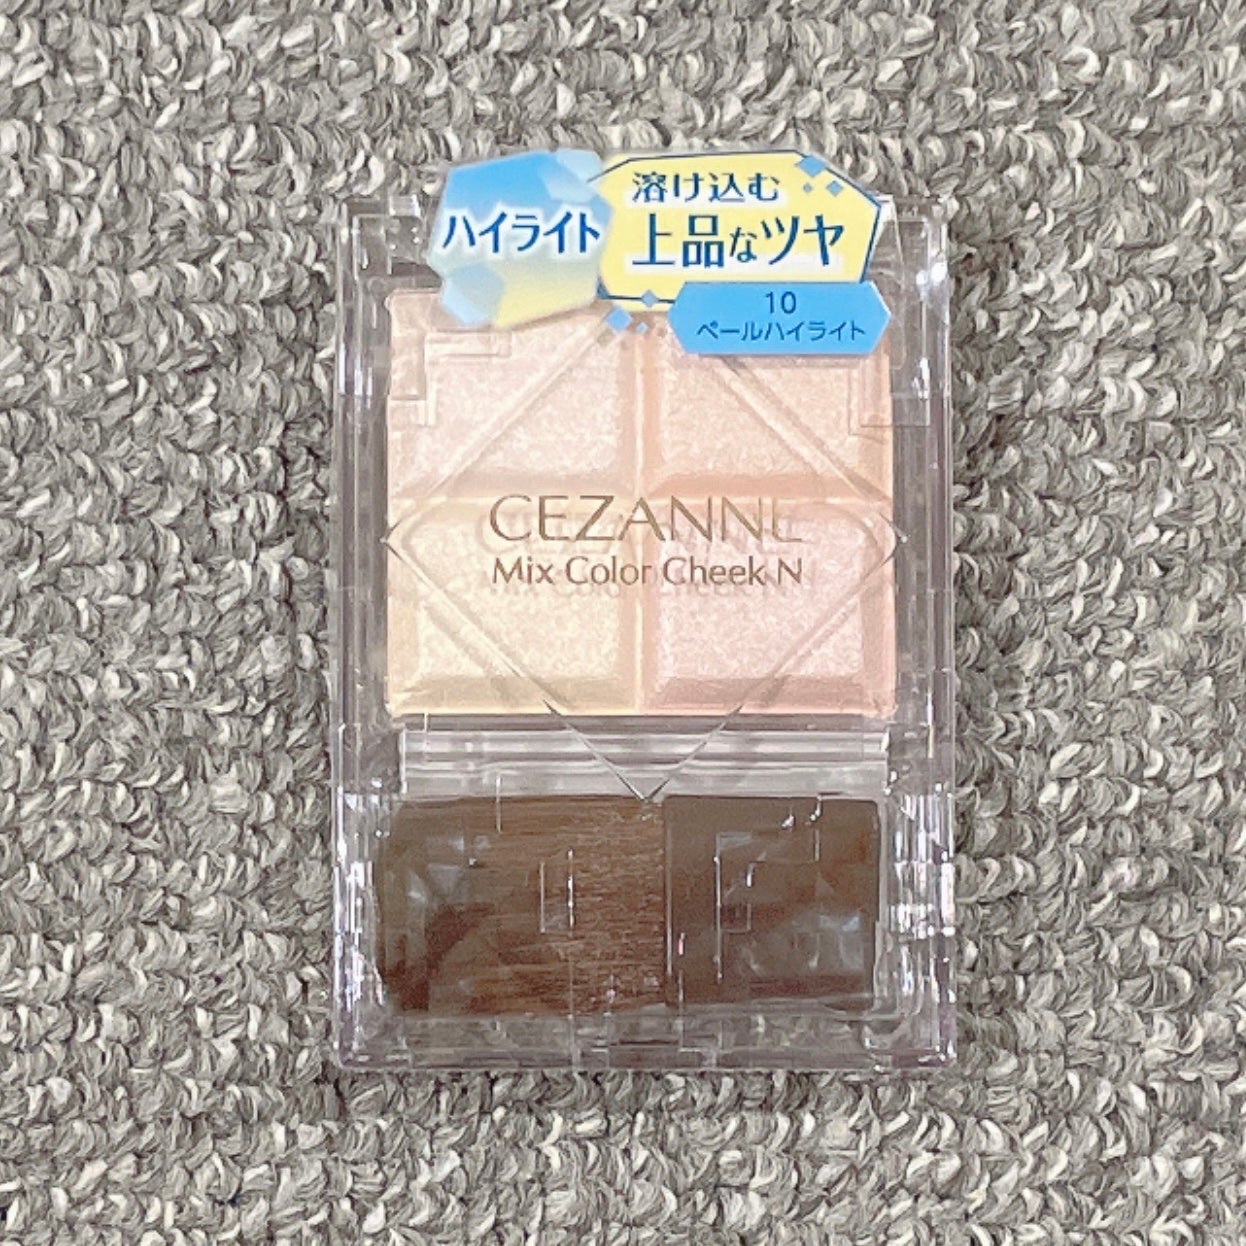 ハイライト
溶け込む
上品なツヤ
10
ペールハイライト
CEZANNE
Mix Color Cheek N